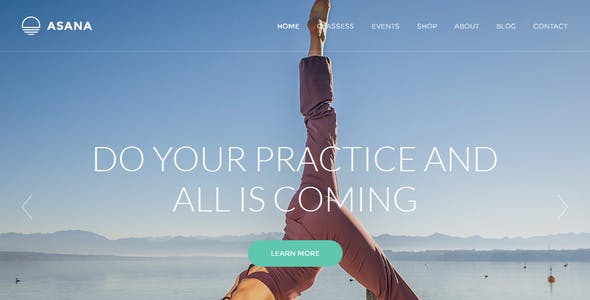 ASANA
HOME
CLASSESS
EVENTS
SHOP
ABOUT
BLOG
CONTACT
DO YOUR PRACTICE AND
ALL IS COMING
LEARN MORE